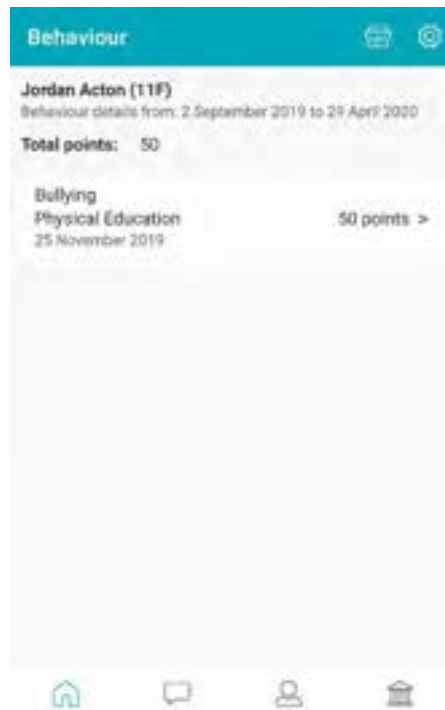 Behaviour
Jordan Acton (11F)
Behaviour details from: 2 September 2019 to 29 April 2020
Total points: 50
Bullying
Physical Education 50 points >
25 November 2019